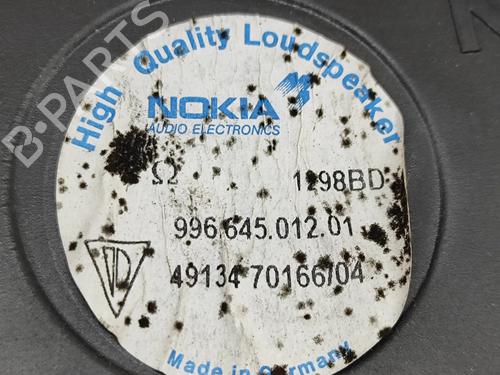 High Quality Loudspeaker
NOKIA
AUDIO ELECTRONICS
Ω 1298BD
996.645.012.01
49134 70166/04
Made in Germany
B-PARTS